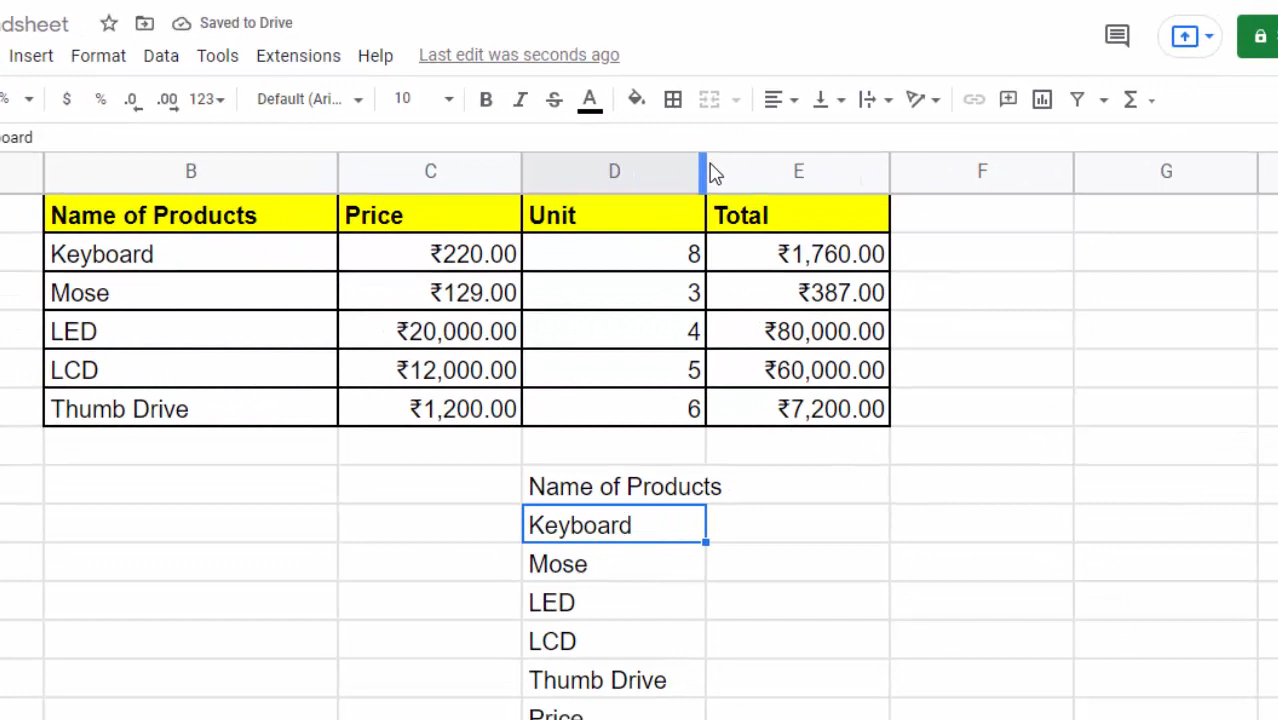 dsheet Saved to Drive
Insert Format Data Tools Extensions Help Last edit was seconds ago
% $ % .0 .00 123 Default (Ari... 10 B I S A Σ
oard
B C D E F G
Name of Products Price Unit Total
Keyboard ₹220.00 8 ₹1,760.00
Mose ₹129.00 3 ₹387.00
LED ₹20,000.00 4 ₹80,000.00
LCD ₹12,000.00 5 ₹60,000.00
Thumb Drive ₹1,200.00 6 ₹7,200.00
Name of Products
Keyboard
Mose
LED
LCD
Thumb Drive
Price